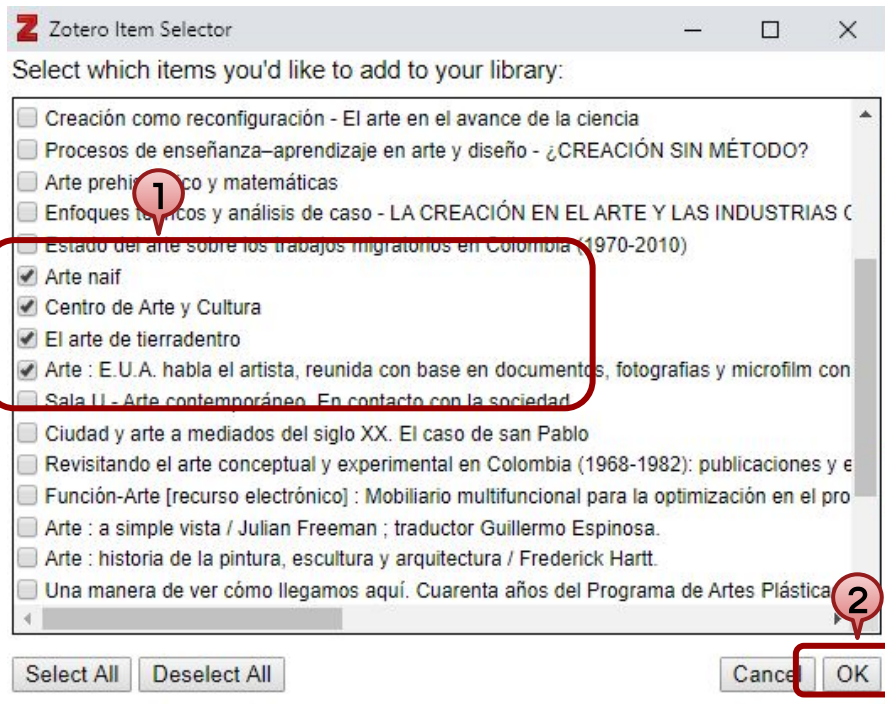 Zotero Item Selector
Select which items you'd like to add to your library:
Creación como reconfiguración - El arte en el avance de la ciencia
Procesos de enseñanza–aprendizaje en arte y diseño - ¿CREACIÓN SIN MÉTODO?
Arte y matemáticas
1
Enfoques y análisis de caso - LA CREACIÓN EN EL ARTE Y LAS INDUSTRIAS
Estado del arte sobre los trabajos migratorios en Colombia (1970-2010)
Arte naif
Centro de Arte y Cultura
El arte de tierradentro
Arte : E.U.A. habla el artista, reunida con base en documentos, fotografias y microfilm con
Sala U - Arte contemporáneo. En contacto con la sociedad
Ciudad y arte a mediados del siglo XX. El caso de san Pablo
Revisitando el arte conceptual y experimental en Colombia (1968-1982): publicaciones y e
Función-Arte [recurso electrónico] : Mobiliario multifuncional para la optimización en el pro
Arte : a simple vista / Julian Freeman ; traductor Guillermo Espinosa.
Arte : historia de la pintura, escultura y arquitectura / Frederick Hartt.
Una manera de ver cómo llegamos aquí. Cuarenta años del Programa de Artes Plástica
2
Select All Deselect All Cancel OK